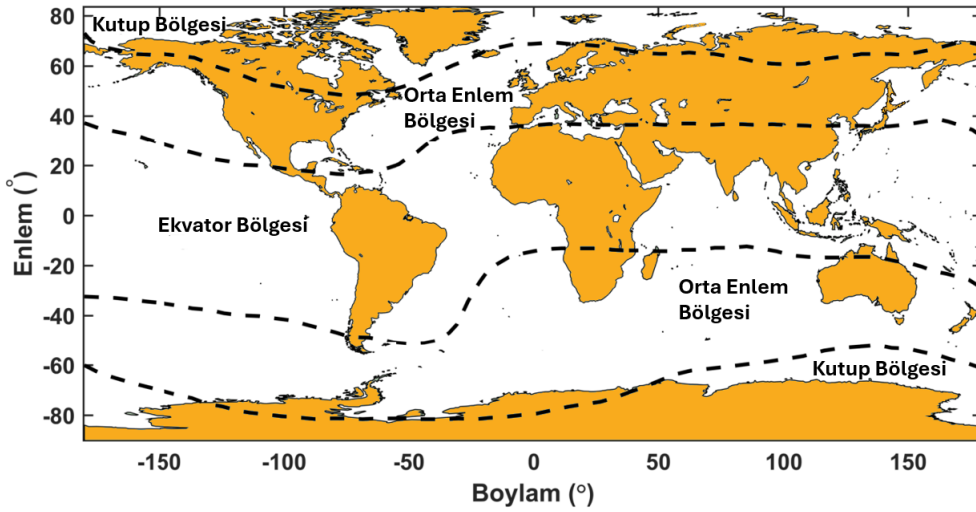 80
60
40
20
0
-20
-40
-60
-80
Enlem (°)
Kutup Bölgesi
Orta Enlem
Bölgesi
Ekvator Bölgesi
Orta Enlem
Bölgesi
Kutup Bölgesi
-150
-100
-50
0
50
100
150
Boylam (°)